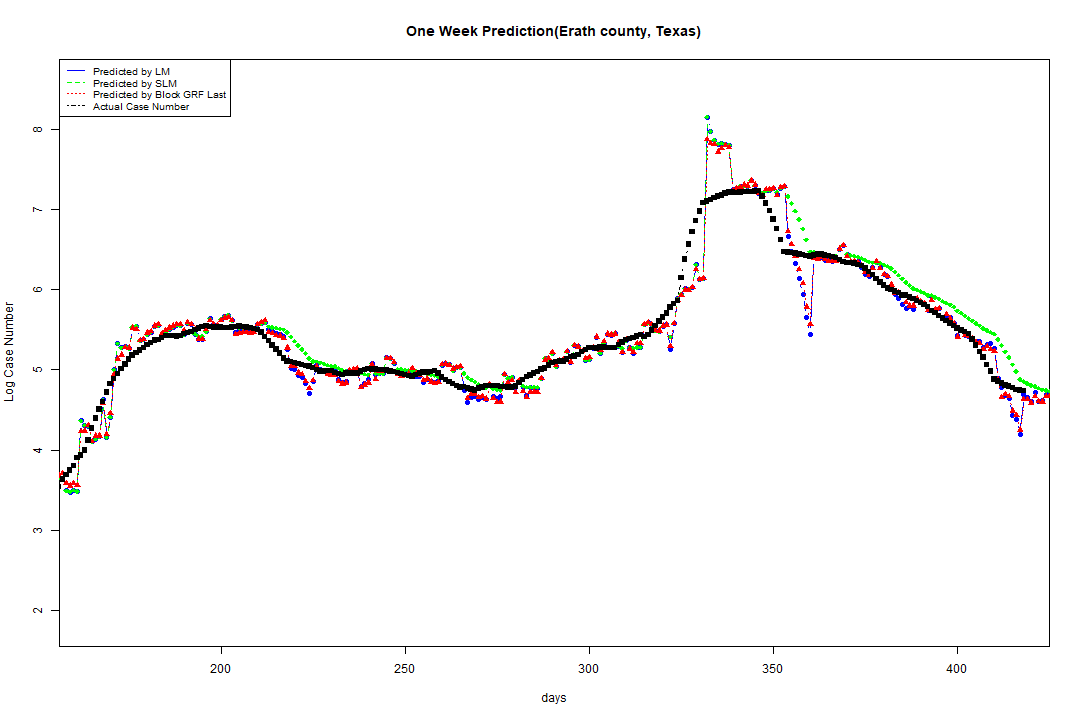 One Week Prediction(Erath county, Texas)
Predicted by LM
Predicted by SLM
Predicted by Block GRF Last
Actual Case Number
Log Case Number
8
7
6
5
4
3
2
200 250 300 350 400
days